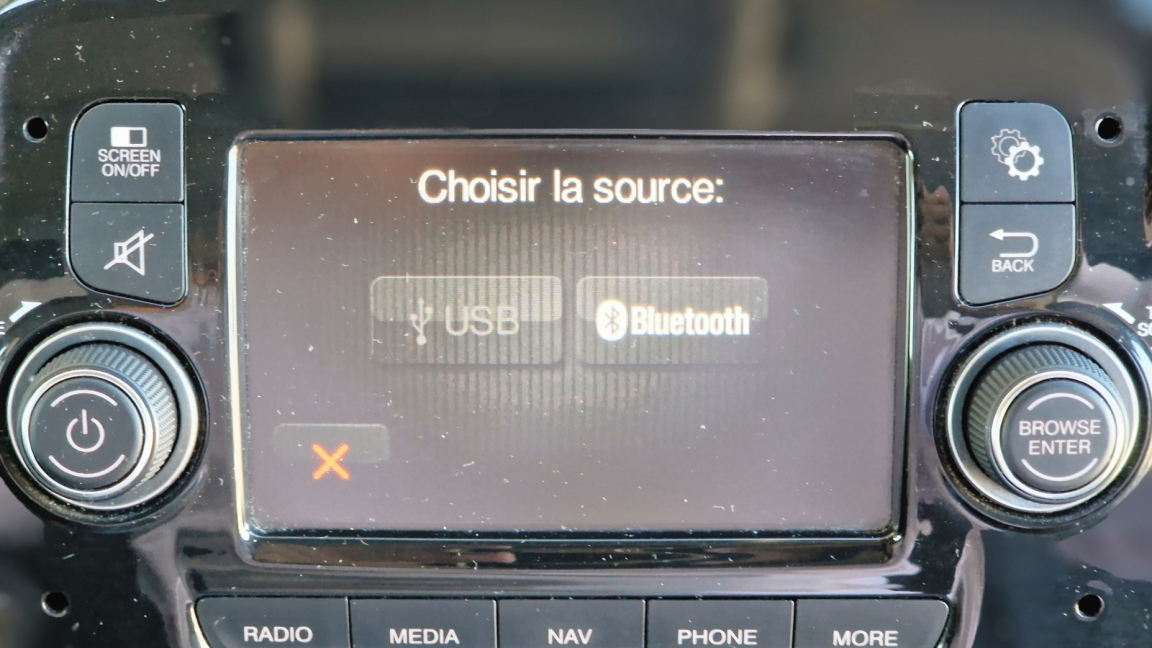 SCREEN
ON/OFF
Choisir la source:
USB
Bluetooth
BACK
BROWSE
ENTER
RADIO
MEDIA
NAV
PHONE
MORE